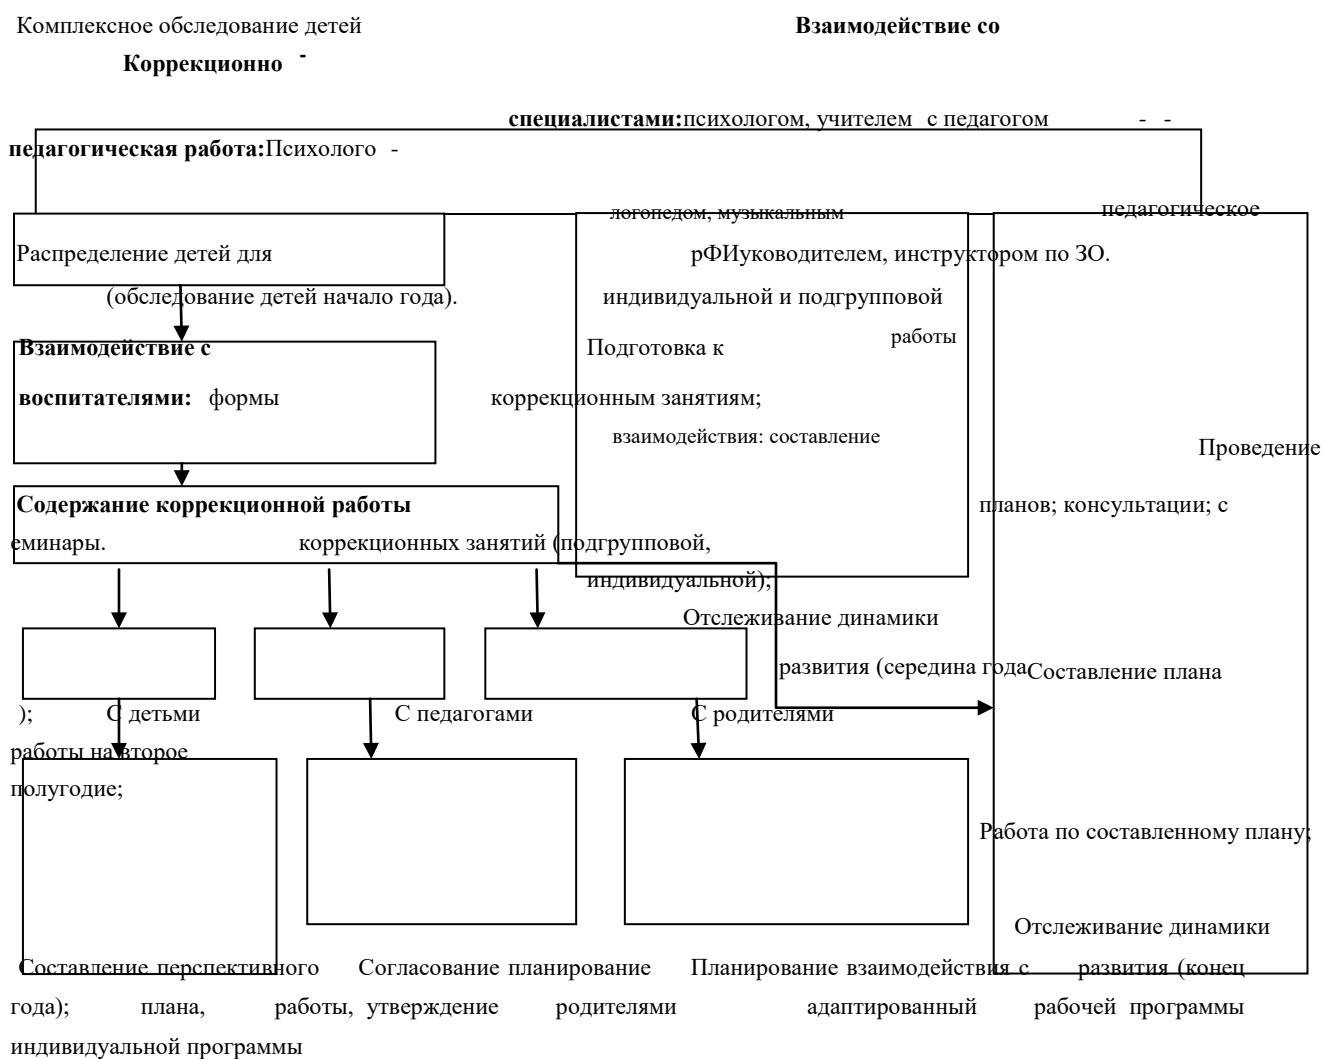 Комплексное обследование детей Взаимодействие со
Коррекционно -
специалистами:психологом, учителем с педагогом - -
педагогическая работа:Психолого -
логопедом, музыкальным педагогическое
Распределение детей для рФИуководителем, инструктором по ЗО.
(обследование детей начало года). индивидуальной и подгрупповой
работы
Взаимодействие с Подготовка к
воспитателями: формы коррекционным занятиям;
взаимодействия: составление
Проведение
Содержание коррекционной работы планов; консультации; с
еминары. коррекционных занятий (подгрупповой,
индивидуальной);
Отслеживание динамики
развития (середина года Составление плана
); С детьми С педагогами С родителями
работы на второе
полугодие;
Работа по составленному плану;
Отслеживание динамики
Составление перспективного Согласование планирование Планирование взаимодействия с развития (конец
года); плана, работы, утверждение родителями адаптированный рабочей программы
индивидуальной программы